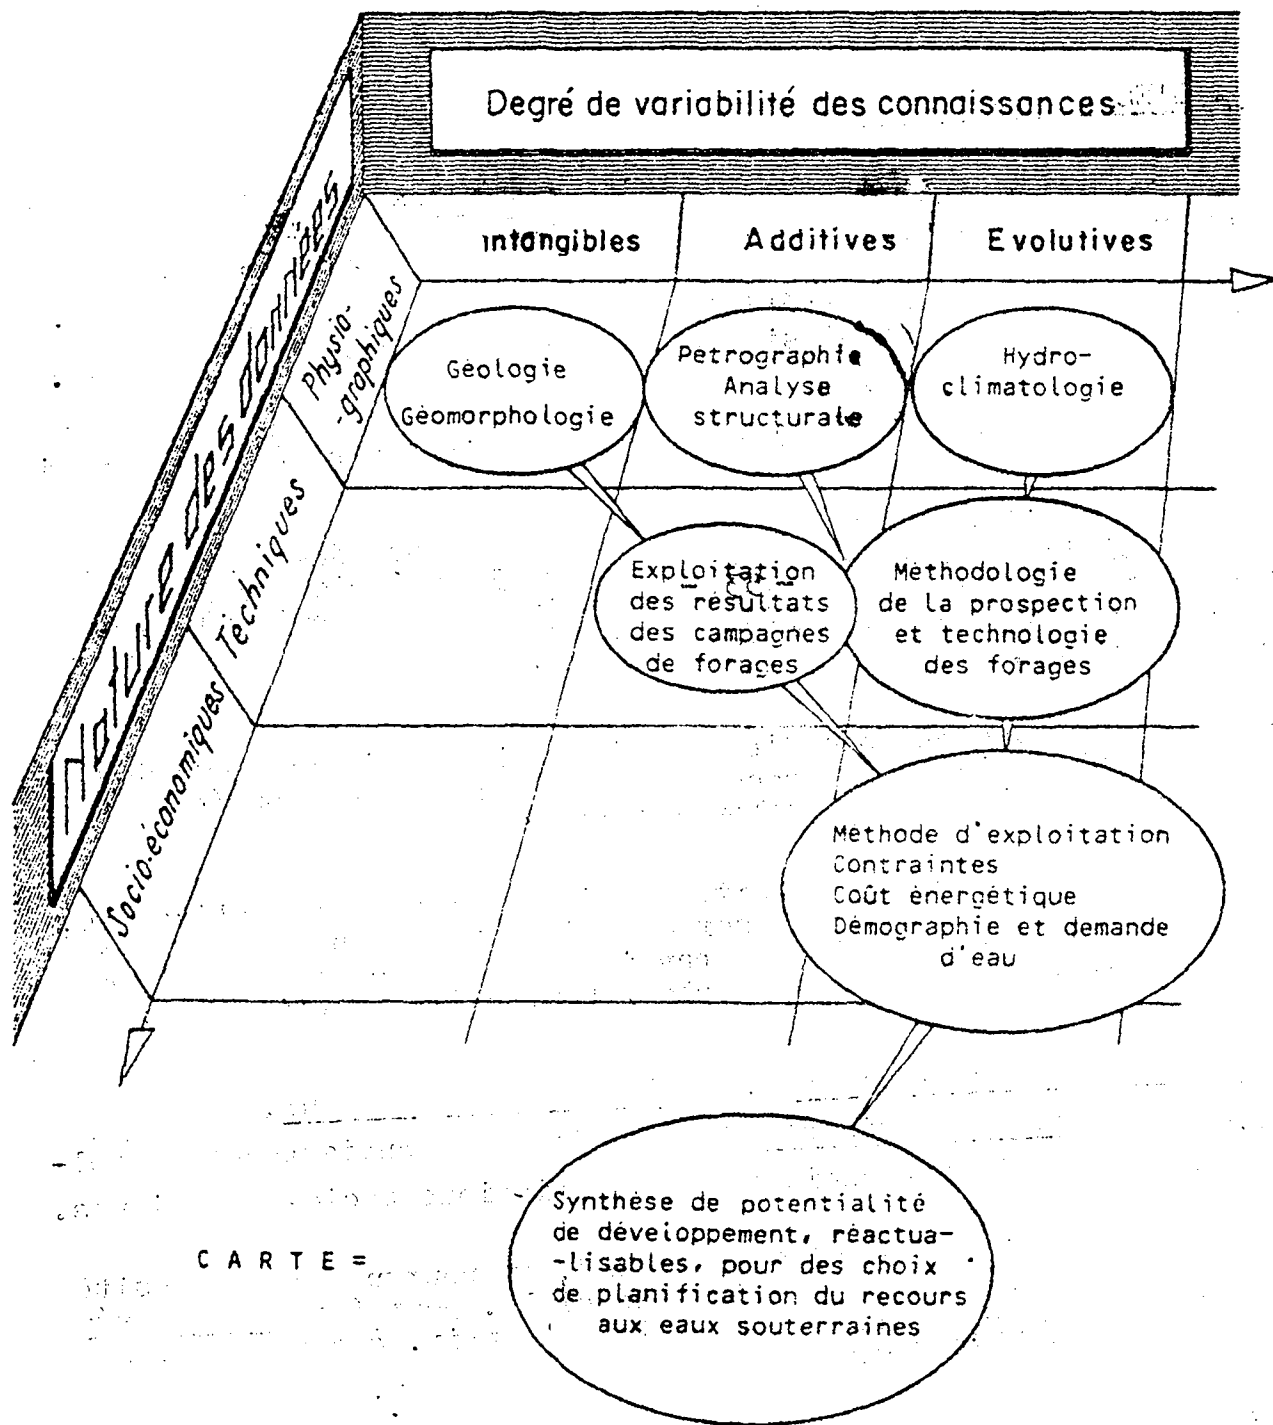 Degré de variabilité des connaissances
Nature des données
Intangibles
Additives
Evolutives
Physio-
-graphiques
Géologie
Géomorphologie
Pétrographie
Analyse
structurale
Hydro-
climatologie
Techniques
Exploitation
des résultats
des campagnes
de forages
Méthodologie
de la prospection
et technologie
des forages
Socio-économiques
Méthode d'exploitation
Contraintes
Coût énergétique
Démographie et demande
d'eau
CARTE =
Synthèse de potentialité
de développement, réactua-
-lisables, pour des choix
de planification du recours
aux eaux souterraines